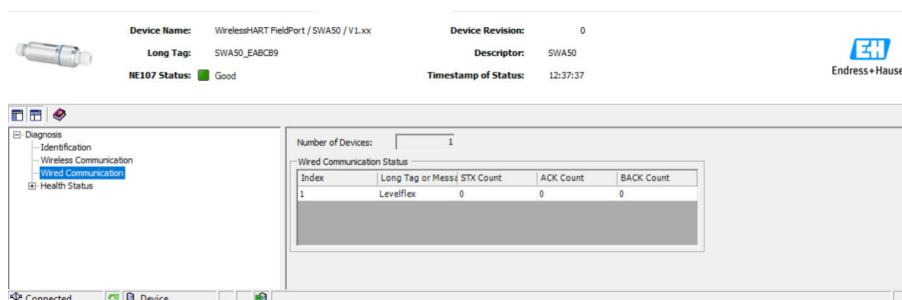 Device Name: WirelessHART FieldPort / SWA50 / V1.xx Device Revision: 0
Long Tag: SWA50_EABCB9 Descriptor: SWA50
NE107 Status: Good Timestamp of Status: 12:37:37
EH
Endress+Hause
Diagnosis
Identification
Wireless Communication
Wired Communication
Health Status
Number of Devices: 1
Wired Communication Status
Index Long Tag or Messa STX Count ACK Count BACK Count
1 Levelflex 0 0 0
Connected Device